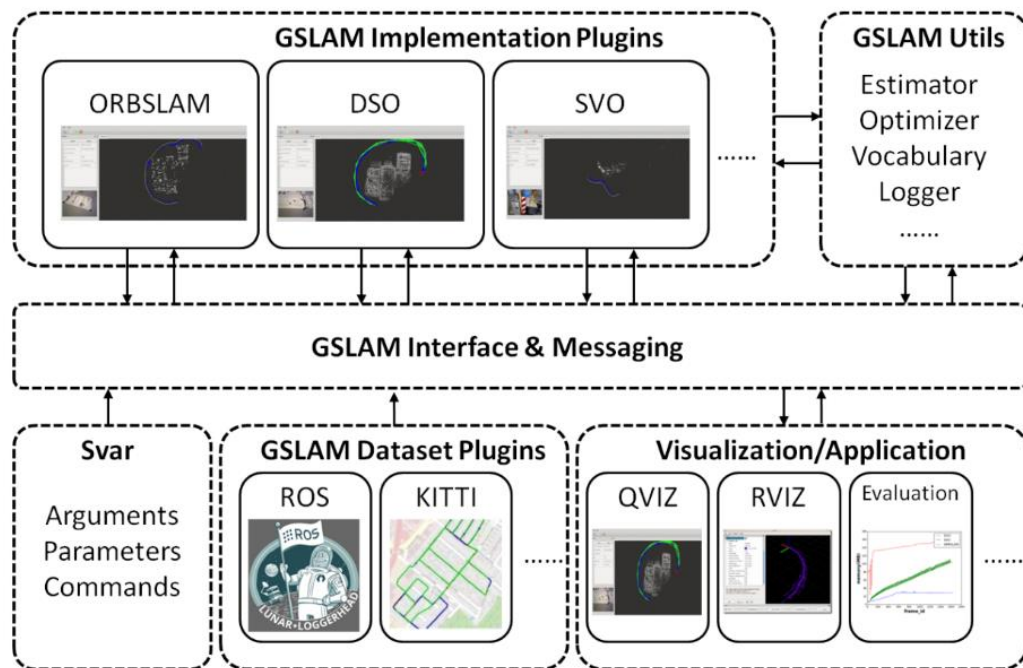 GSLAM Implementation Plugins
ORBSLAM
DSO
SVO
......
GSLAM Utils
Estimator
Optimizer
Vocabulary
Logger
......
GSLAM Interface & Messaging
Svar
Arguments
Parameters
Commands
GSLAM Dataset Plugins
ROS
ROS
LUNAR•LOGGERHEAD
KITTI
......
Visualization/Application
QVIZ
RVIZ
Evaluation
frame_id
......